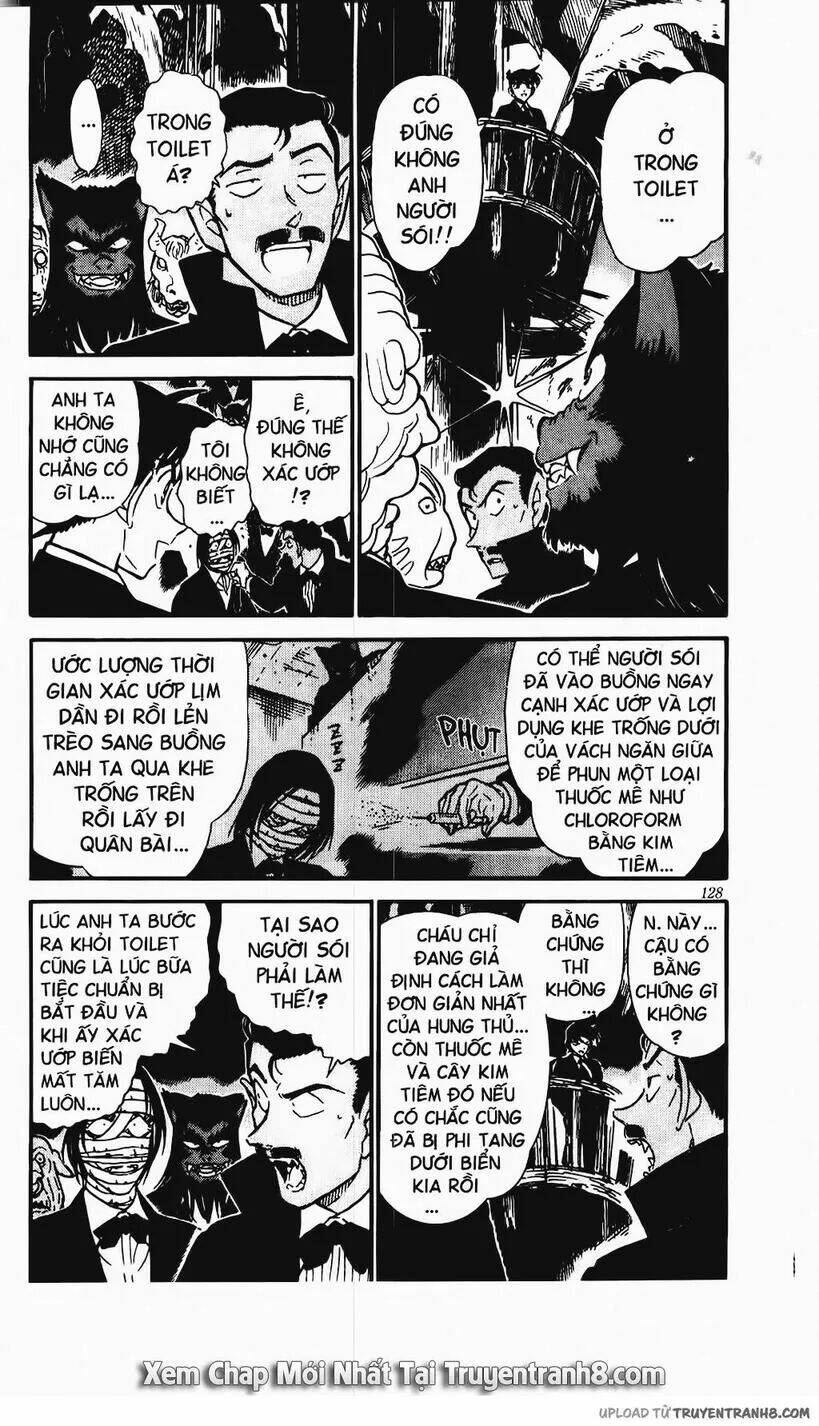 Ở
TRONG
TOILET
...
CÓ
ĐÚNG
KHÔNG
ANH
NGƯỜI
SÓI!!
TRONG
TOILET
Á?
...
Ê,
ĐÚNG THẾ
KHÔNG
XÁC ƯỚP
!?
TÔI
KHÔNG
BIẾT
...
ANH TA
KHÔNG
NHỚ CŨNG
CHẲNG CÓ
GÌ LẠ...
CÓ THỂ NGƯỜI SÓI
ĐÃ VÀO BUỒNG NGAY
CẠNH XÁC ƯỚP VÀ LỢI
DỤNG KHE TRỐNG DƯỚI
CỦA VÁCH NGĂN GIỮA
ĐỂ PHUN MỘT LOẠI
THUỐC MÊ NHƯ
CHLOROFORM
BẰNG KIM
TIÊM...
PHỤT
ZZZZ
ƯỚC LƯỢNG THỜI
GIAN XÁC ƯỚP LỊM
DẦN ĐI RỒI LẺN
TRÈO SANG BUỒNG
ANH TA QUA KHE
TRỐNG TRÊN
RỒI LẤY ĐI
QUÂN BÀI...
128
N. NÀY...
CẬU CÓ
BẰNG
CHỨNG GÌ
KHÔNG
?
BẰNG
CHỨNG
THÌ
KHÔNG
...
CHÁU CHỈ
ĐANG GIẢ
ĐỊNH CÁCH LÀM
ĐƠN GIẢN NHẤT
CỦA HUNG THỦ...
CÒN THUỐC MÊ
VÀ CÂY KIM
TIÊM ĐÓ NẾU
CÓ CHẮC CŨNG
ĐÃ BỊ PHI TANG
DƯỚI BIỂN
KIA RỒI
...
TẠI SAO
NGƯỜI SÓI
PHẢI LÀM
THẾ!?
LÚC ANH TA BƯỚC
RA KHỎI TOILET
CŨNG LÀ LÚC BỮA
TIỆC CHUẨN BỊ
BẮT ĐẦU VÀ
KHI ẤY XÁC
ƯỚP BIẾN
MẤT TĂM
LUÔN...
Xem Chap Mới Nhất Tại Truyentranh8.com
UPLOAD TỪ TRUYENTRANH8.COM